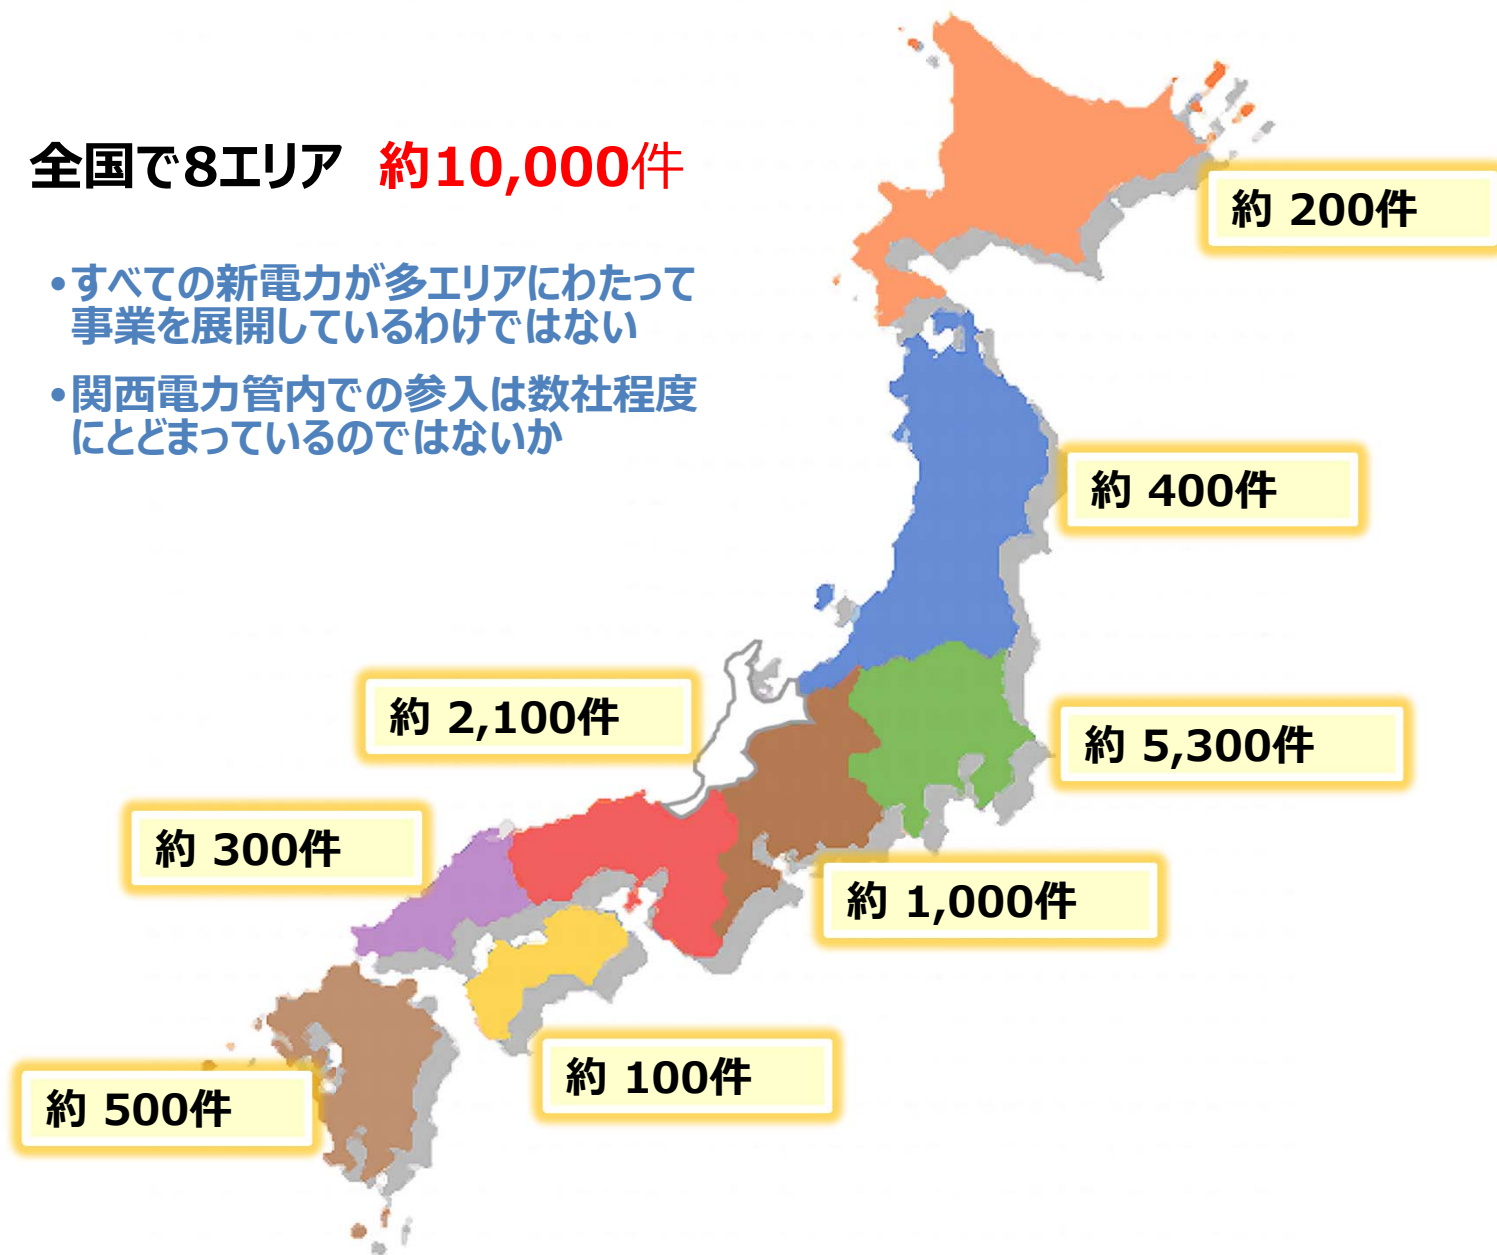 全国で8エリア 約10,000件
•すべての新電力が多エリアにわたって
事業を展開しているわけではない
•関西電力管内での参入は数社程度
にとどまっているのではないか
約 200件
約 400件
約 2,100件
約 5,300件
約 300件
約 1,000件
約 100件
約 500件